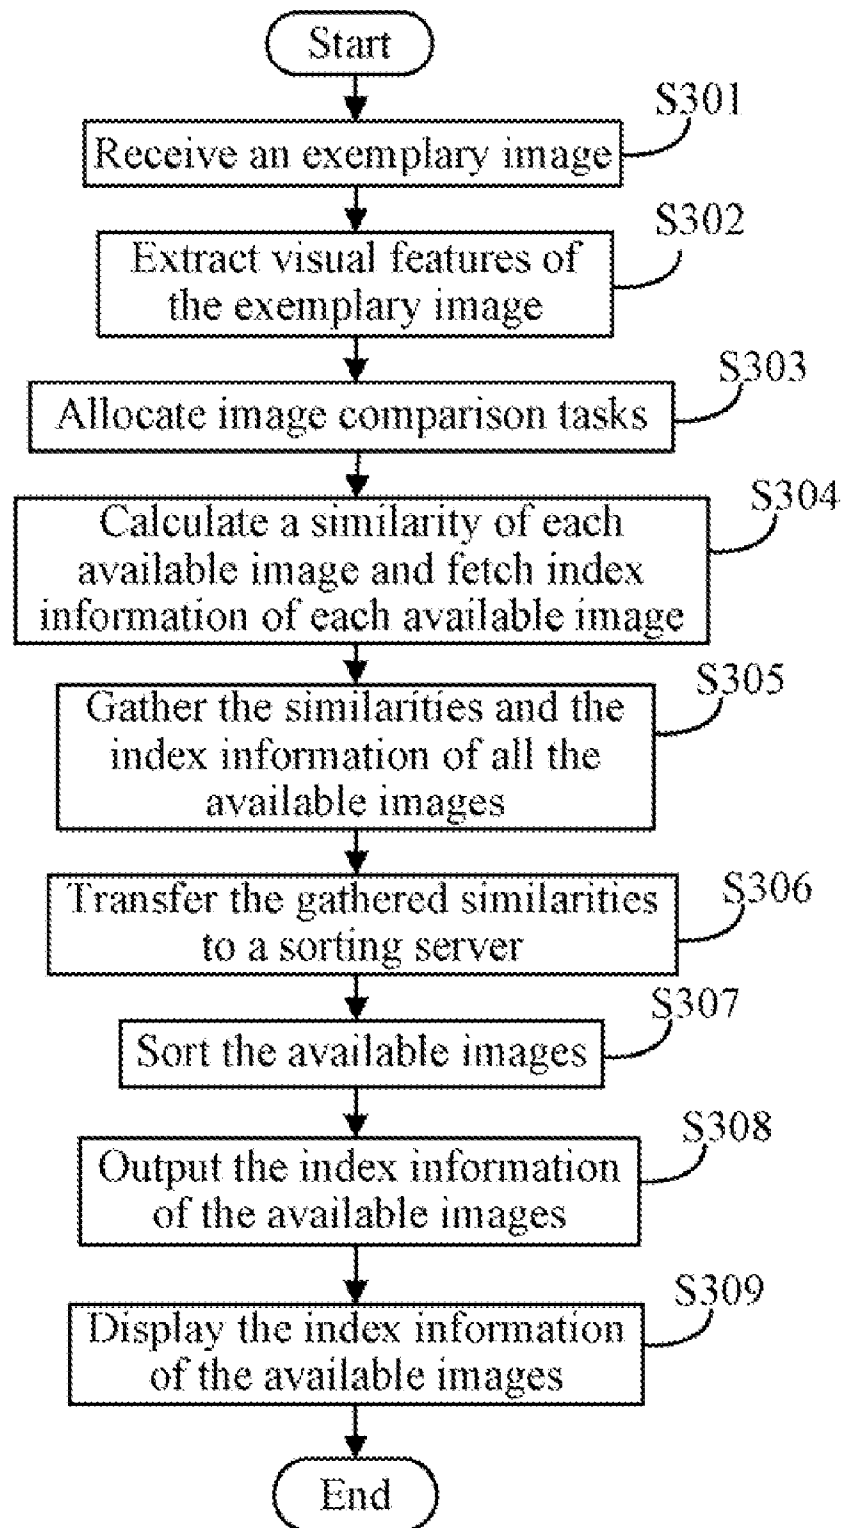 Start
S301
Receive an exemplary image
S302
Extract visual features of
the exemplary image
S303
Allocate image comparison tasks
S304
Calculate a similarity of each
available image and fetch index
information of each available image
S305
Gather the similarities and the
index information of all the
available images
S306
Transfer the gathered similarities
to a sorting server
S307
Sort the available images
S308
Output the index information
of the available images
S309
Display the index information
of the available images
End